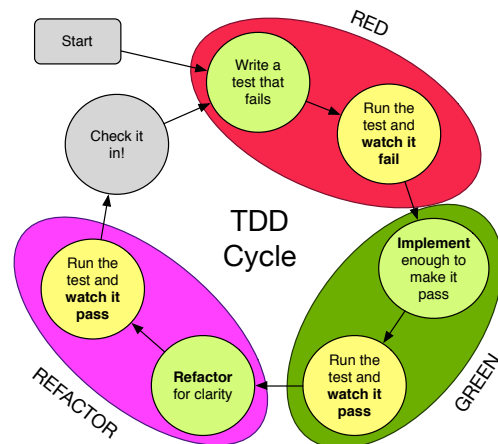 RED
Start
Write a
test that
fails
Run the
test and
watch it
fail
Check it
in!
TDD
Cycle
Implement
enough to
make it
pass
Run the
test and
watch it
pass
GREEN
Refactor
for clarity
Run the
test and
watch it
pass
REFACTOR